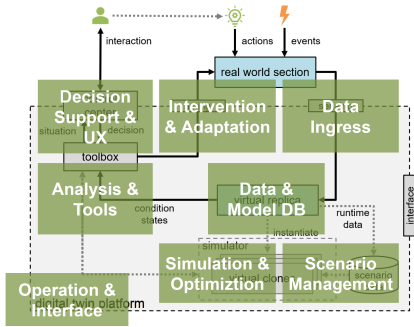 interaction
actions
events
real world section
Decision
Support &
UX
situation
decision
Intervention
& Adaptation
Data
Ingress
toolbox
Analysis &
Tools
condition
states
Data &
Model DB
virtual replica
runtime
data
interface
instantiate
simulator
Simulation &
Optimiztion
virtual clone
Scenario
Management
scenario
Operation &
Interface
digital twin platform